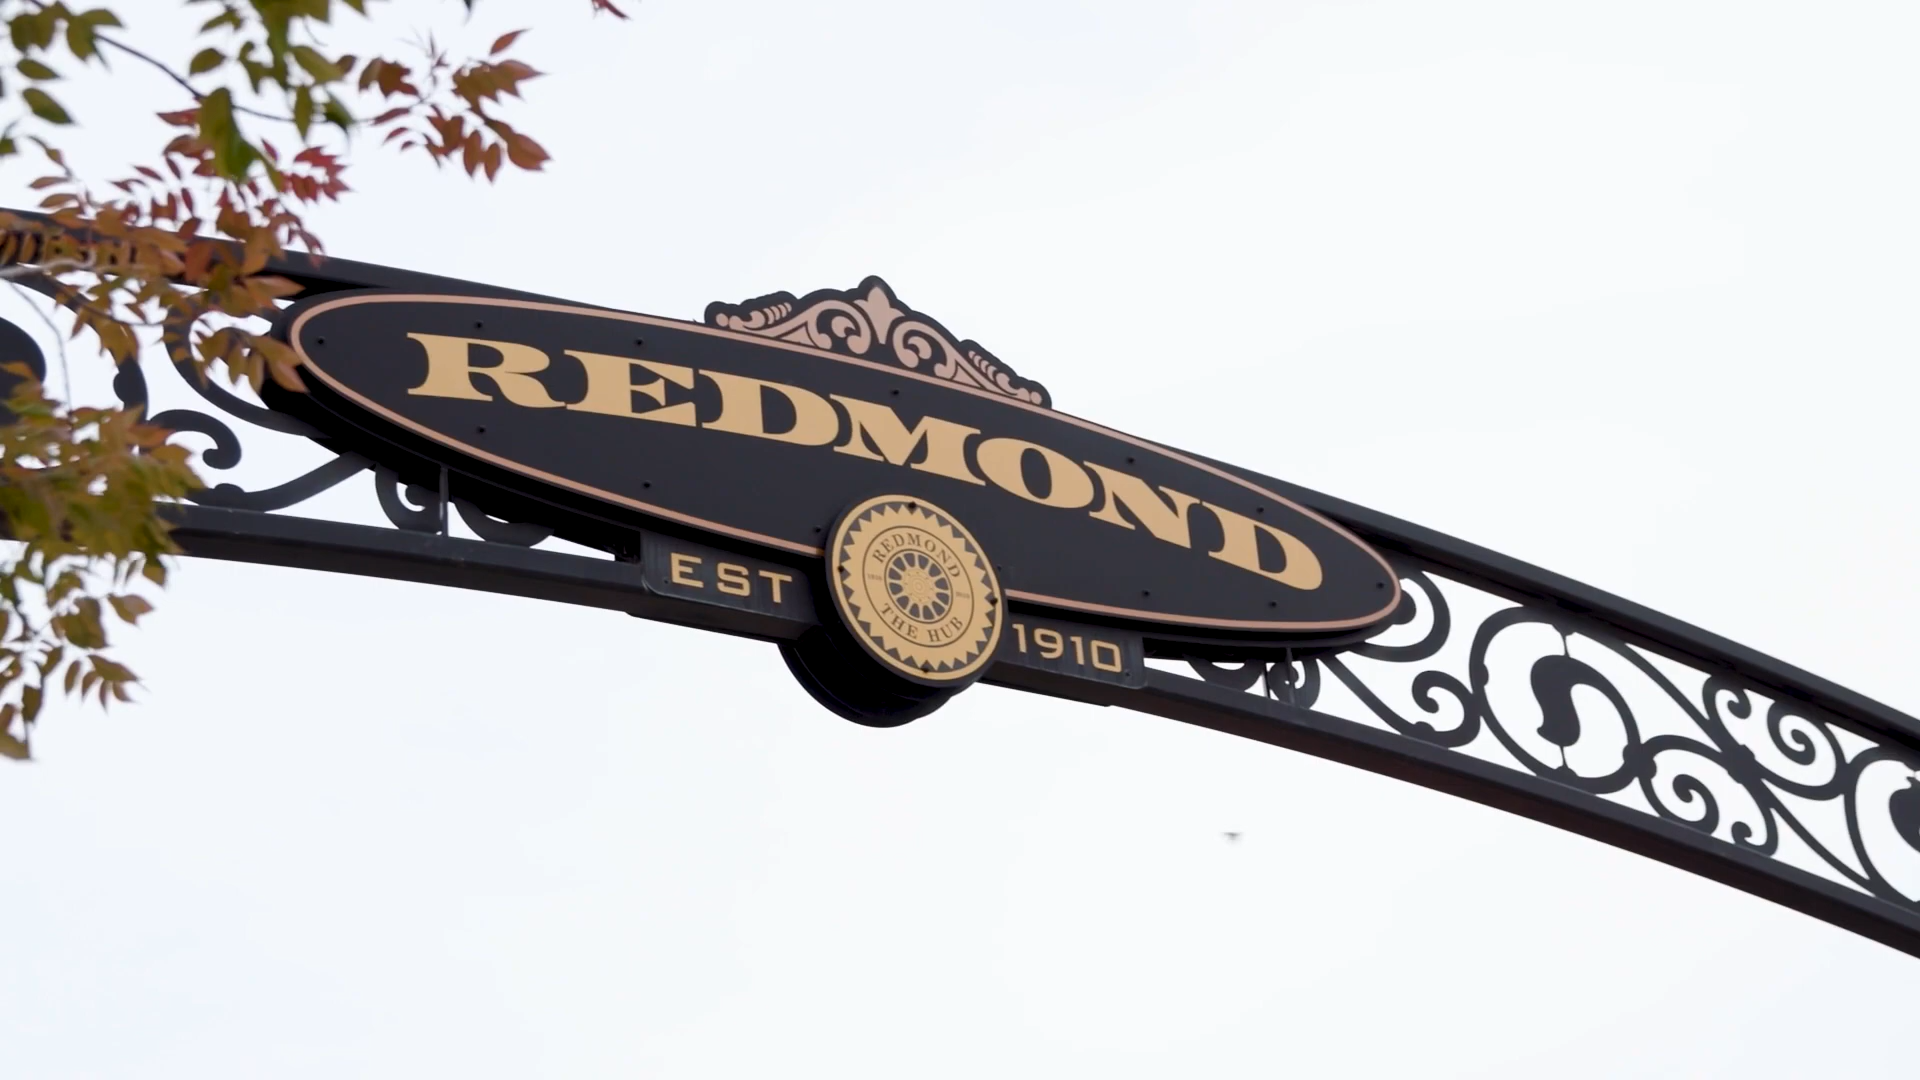 REDMOND
EST
REDMOND
THE HUB
1910